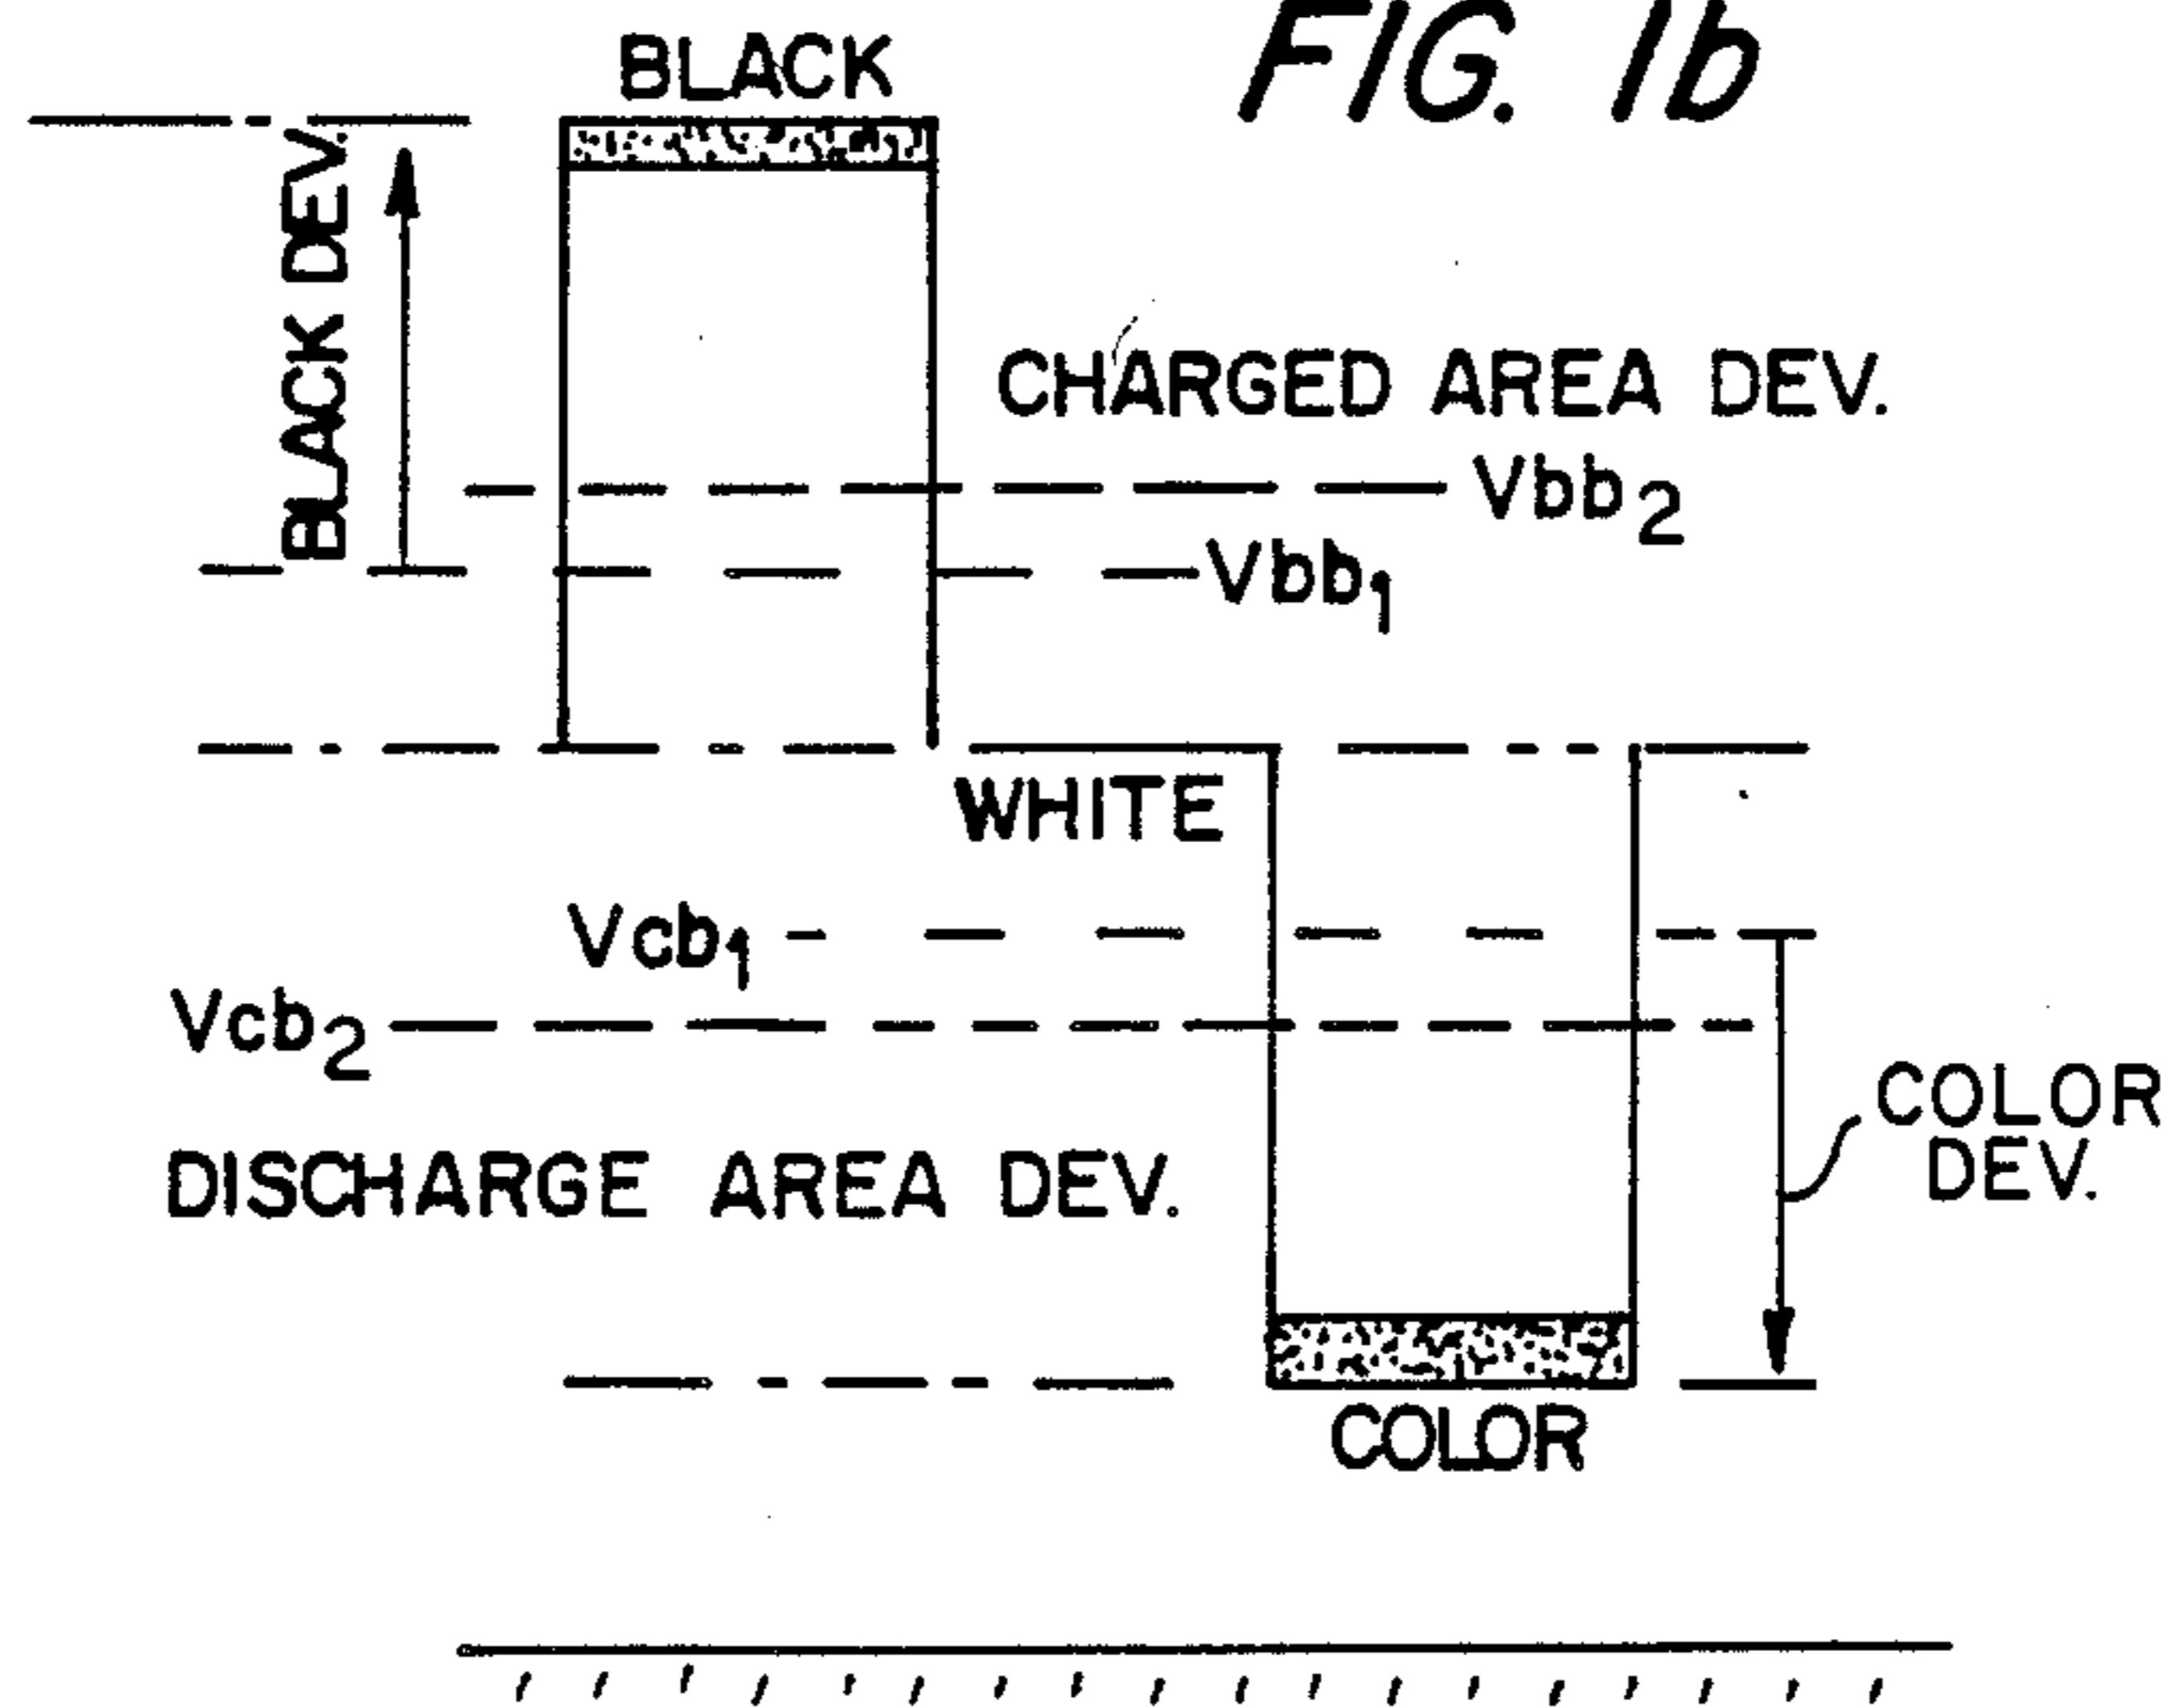 FIG. 1b
BLACK
BLACK DEV.
CHARGED AREA DEV.
Vbb2
Vbb1
WHITE
Vcb1
Vcb2
COLOR
DEV.
DISCHARGE AREA DEV.
COLOR